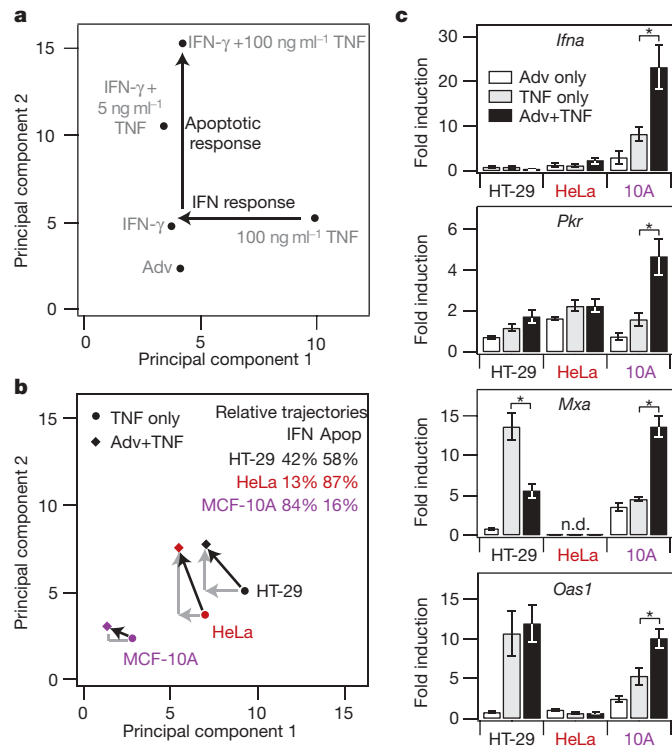 a
Principal component 2
15
10
5
0
IFN-γ +100 ng ml⁻¹ TNF
IFN-γ +
5 ng ml⁻¹
TNF
Apoptotic
response
IFN response
IFN-γ
100 ng ml⁻¹ TNF
Adv
0 5 10
Principal component 1
b
Principal component 2
15
10
5
0
TNF only
Adv+TNF
Relative trajectories
IFN Apop
HT-29 42% 58%
HeLa 13% 87%
MCF-10A 84% 16%
HT-29
HeLa
MCF-10A
0 5 10 15
Principal component 1
c
Fold induction
30
20
10
0
Ifna
*
Adv only
TNF only
Adv+TNF
HT-29 HeLa 10A
Fold induction
6
4
2
0
Pkr
*
HT-29 HeLa 10A
Fold induction
15
10
5
0
Mxa
* *
n.d.
HT-29 HeLa 10A
Fold induction
15
10
5
0
Oas1
*
HT-29 HeLa 10A